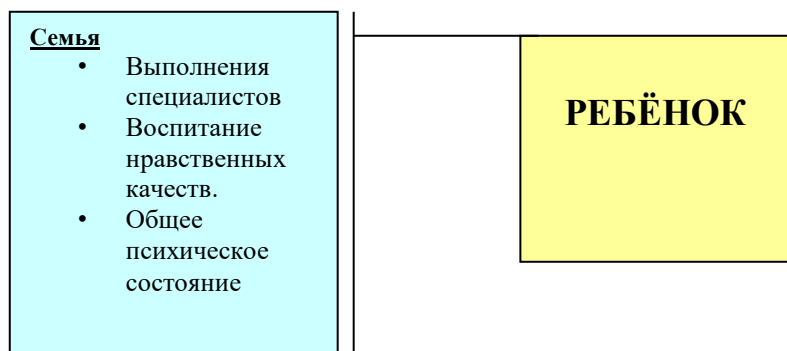 Семья
• Выполнения
специалистов
• Воспитание
нравственных
качеств.
• Общее
психическое
состояние
РЕБЁНОК